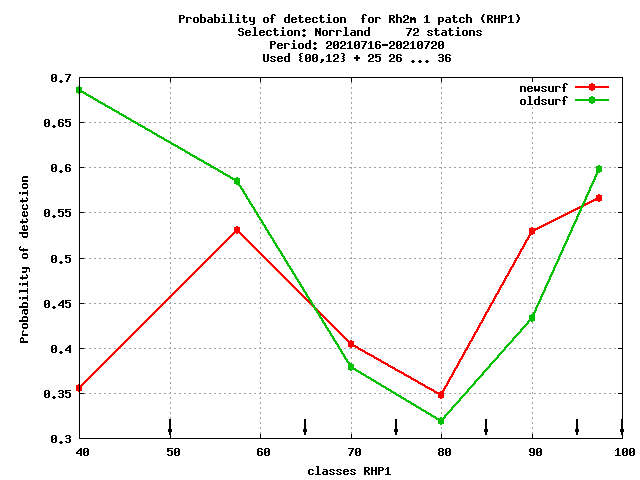 Probability of detection  for Rh2m 1 patch (RHP1)
Selection: Norrland     72 stations
Period: 20210716-20210720
Used {00,12} + 25 26 ... 36
newsurf
oldsurf
Probability of detection
0.7
0.65
0.6
0.55
0.5
0.45
0.4
0.35
0.3
40 50 60 70 80 90 100
classes RHP1